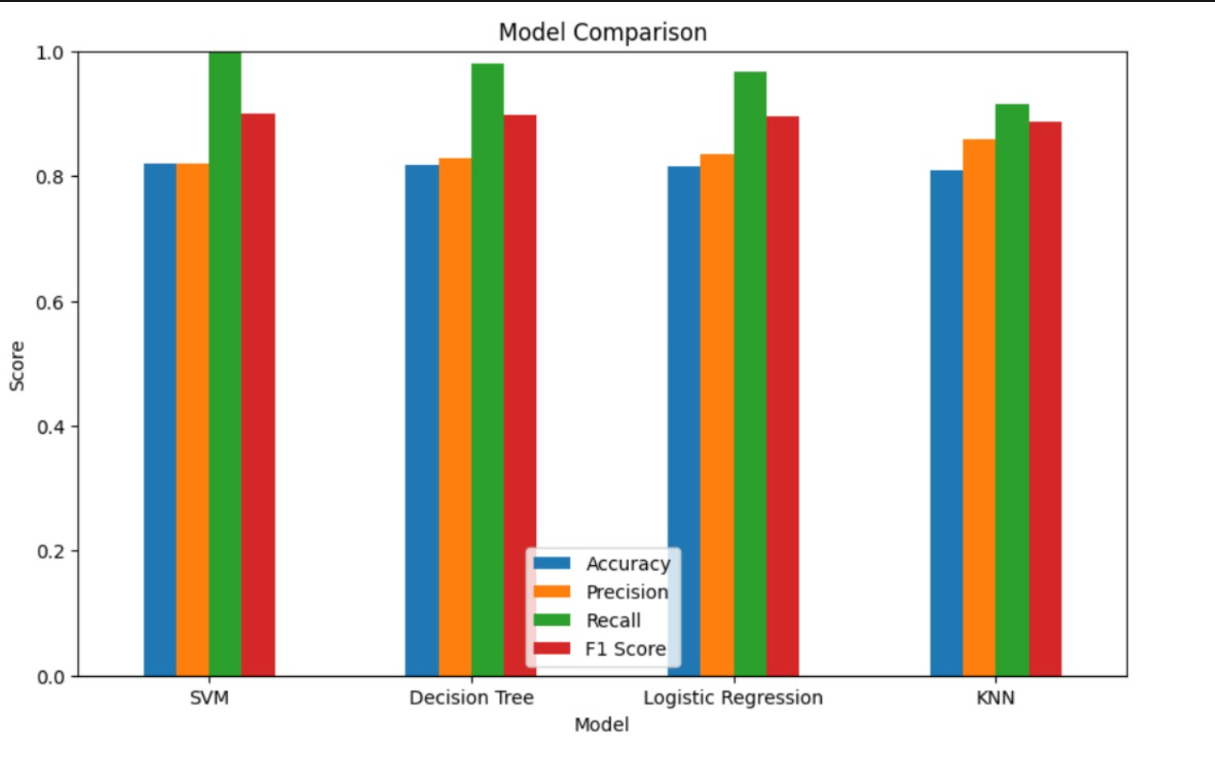 Model Comparison
1.0
0.8
0.6
0.4
0.2
0.0
Score
Accuracy
Precision
Recall
F1 Score
SVM
Decision Tree
Logistic Regression
KNN
Model